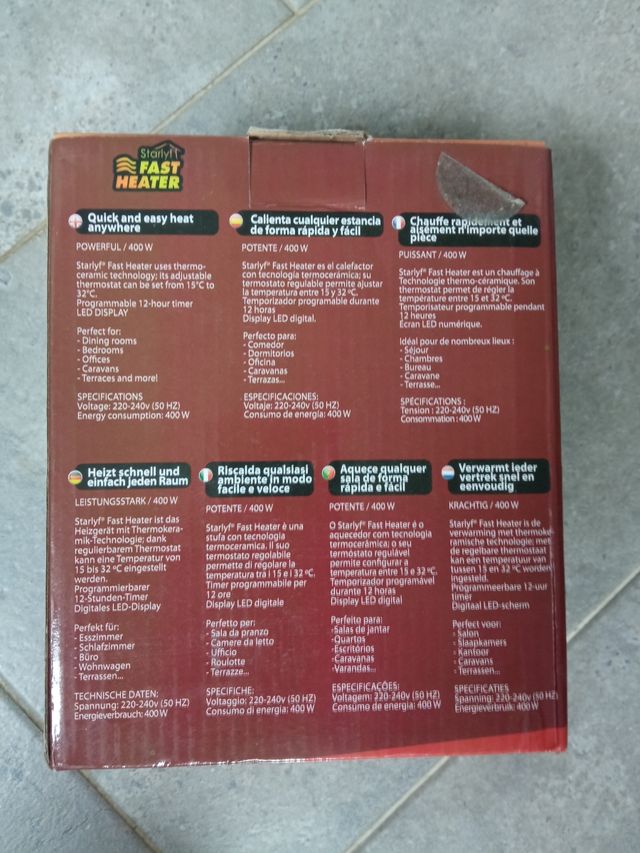 Starlyf
FAST
HEATER
Quick and easy heat
anywhere
POWERFUL / 400 W
Starlyf® Fast Heater uses thermo-
ceramic technology; its adjustable
thermostat can be set from 15°C to
32°C.
Programmable 12-hour timer
LED DISPLAY
Perfect for:
- Dining rooms
- Bedrooms
- Offices
- Caravans
- Terraces and more!
SPECIFICATIONS
Voltage: 220-240v (50 HZ)
Energy consumption: 400 W
Calienta cualquier estancia
de forma rápida y fácil
POTENTE / 400 W
Starlyf® Fast Heater es el calefactor
con tecnología termocerámica; su
termostato regulable permite ajustar
la temperatura entre 15 y 32 ºC.
Temporizador programable durante
12 horas
Display LED digital.
Perfecto para:
- Comedor
- Dormitorios
- Oficina
- Caravanas
- Terrazas...
ESPECIFICACIONES:
Voltaje: 220-240v (50 HZ)
Consumo de energía: 400 W
Chauffe rapidement et
aisément n'importe quelle
pièce
PUISSANT / 400 W
Starlyf® Fast Heater est un chauffage à
Technologie thermo-céramique. Son
thermostat permet de régler la
température entre 15 et 32 ºC.
Temporisateur programmable pendant
12 heures
Écran LED numérique.
Idéal pour de nombreux lieux :
- Séjour
- Chambres
- Bureau
- Caravane
- Terrasse...
SPÉCIFICATIONS :
Tension : 220-240v (50 HZ)
Consommation : 400 W
Heizt schnell und
einfach jeden Raum
LEISTUNGSSTARK / 400 W
Starlyf® Fast Heater ist das
Heizgerät mit Thermokera-
mik-Technologie; dank
regulierbarem Thermostat
kann eine Temperatur von
15 bis 32 ºC eingestellt
werden.
Programmierbarer
12-Stunden-Timer
Digitales LED-Display
Perfekt für:
- Esszimmer
- Schlafzimmer
- Büro
- Wohnwagen
- Terrassen...
TECHNISCHE DATEN:
Spannung: 220-240v (50 HZ)
Energieverbrauch: 400 W
Riscalda qualsiasi
ambiente in modo
facile e veloce
POTENTE / 400 W
Starlyf® Fast Heater è una
stufa con tecnologia
termoceramica. Il suo
termostato regolabile
permette di regolare la
temperatura tra i 15 e i 32 ºC.
Timer programmabile per
12 ore
Display LED digitale
Perfetto per:
- Sala da pranzo
- Camere da letto
- Ufficio
- Roulotte
- Terrazze...
SPECIFICHE:
Voltaggio: 220-240v (50 HZ)
Consumo di energia: 400 W
Aquece qualquer
sala de forma
rápida e fácil
POTENTE / 400 W
O Starlyf® Fast Heater é o
aquecedor com tecnologia
termocerâmica; o seu
termóstato regulável
permite configurar a
temperatura entre 15 e 32 ºC.
Temporizador programável
durante 12 horas
Display LED digital
Perfeito para:
-Salas de jantar
-Quartos
-Escritórios
-Caravanas
-Varandas...
ESPECIFICAÇÕES:
Voltagem: 220-240v (50 HZ)
Consumo de energia: 400 W
Verwarmt ieder
vertrek snel en
eenvoudig
KRACHTIG / 400 W
Starlyf® Fast Heater is de
verwarming met thermoke-
ramische technologie; met
de regelbare thermostaat
kan een temperatuur van
tussen 15 en 32 ºC worden
ingesteld.
Programmeerbare 12-uur
timer
Digitaal LED-scherm
Perfect voor:
- Salon
- Slaapkamers
- Kantoor
- Caravans
- Terrassen...
SPECIFICATIES
Spanning: 220-240v (50 HZ)
Energieverbruik: 400 W